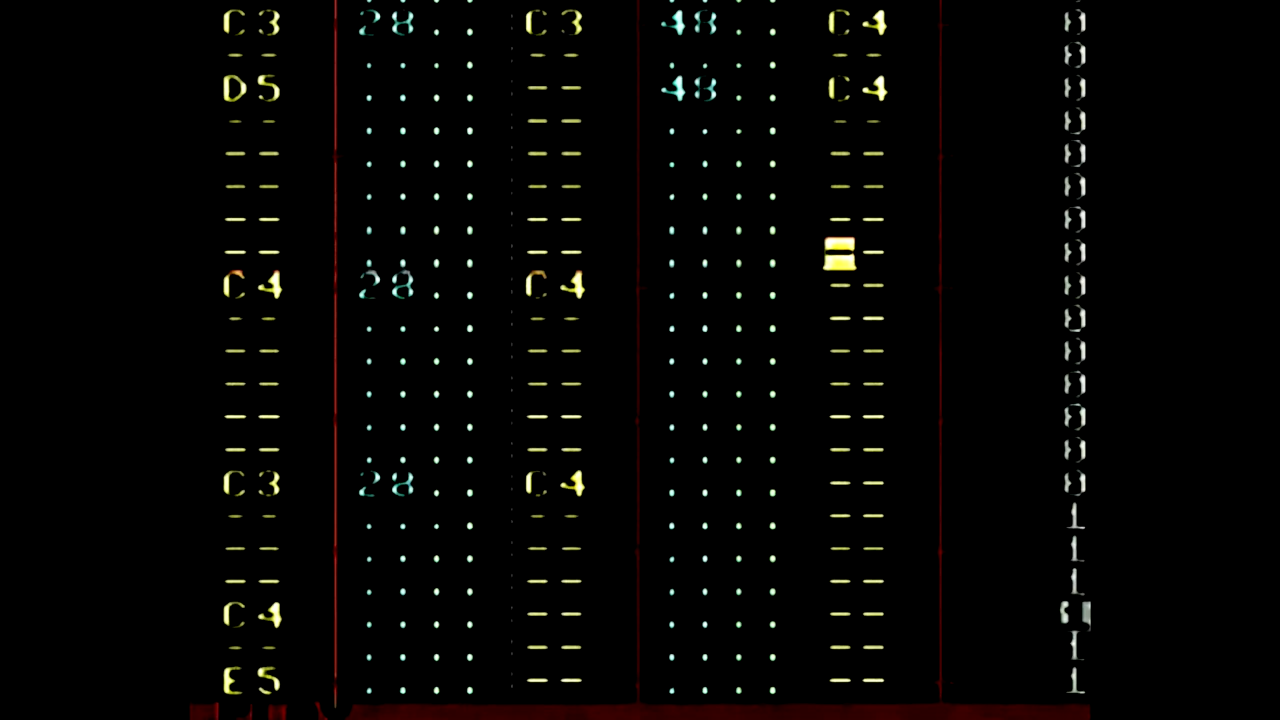 C3 28.. C3 48.. C4 0
-- .... -- .... -- 0
D5 .... -- 48.. C4 0
-- .... -- .... -- 0
-- .... -- .... -- 0
-- .... -- .... -- 0
-- .... -- .... -- 0
-- .... -- .... -- 0
C4 28.. C4 .... -- 0
-- .... -- .... -- 0
-- .... -- .... -- 0
-- .... -- .... -- 0
-- .... -- .... -- 0
-- .... -- .... -- 0
C3 28.. C4 .... -- 0
-- .... -- .... -- 1
-- .... -- .... -- 1
-- .... -- .... -- 1
C4 .... -- .... -- 1
-- .... -- .... -- 1
E5 .... -- .... -- 1